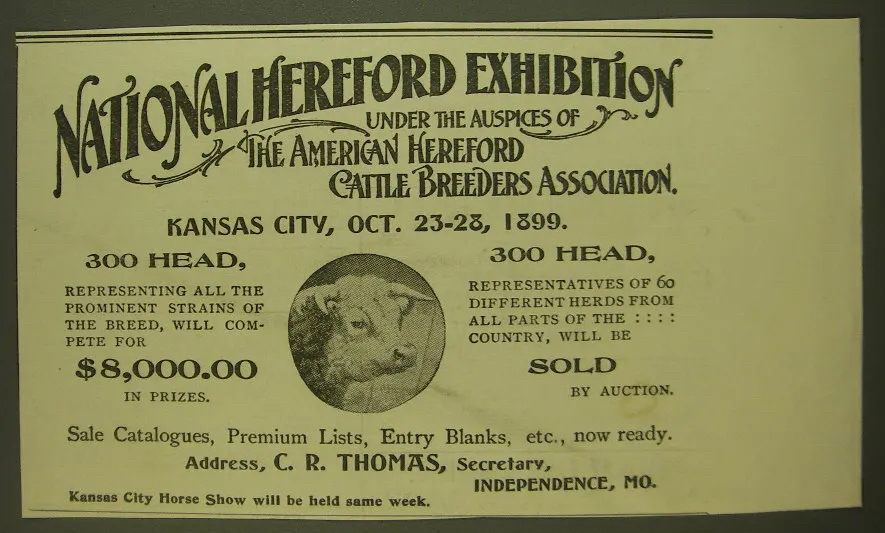 NATIONAL HEREFORD EXHIBITION
UNDER THE AUSPICES OF
THE AMERICAN HEREFORD
CATTLE BREEDERS ASSOCIATION.
KANSAS CITY, OCT. 23-28, 1899.
300 HEAD,
REPRESENTING ALL THE
PROMINENT STRAINS OF
THE BREED, WILL COM-
PETE FOR
$8,000.00
IN PRIZES.
300 HEAD,
REPRESENTATIVES OF 60
DIFFERENT HERDS FROM
ALL PARTS OF THE : : : :
COUNTRY, WILL BE
SOLD
BY AUCTION.
Sale Catalogues, Premium Lists, Entry Blanks, etc., now ready.
Address, C. R. THOMAS, Secretary,
INDEPENDENCE, MO.
Kansas City Horse Show will be held same week.